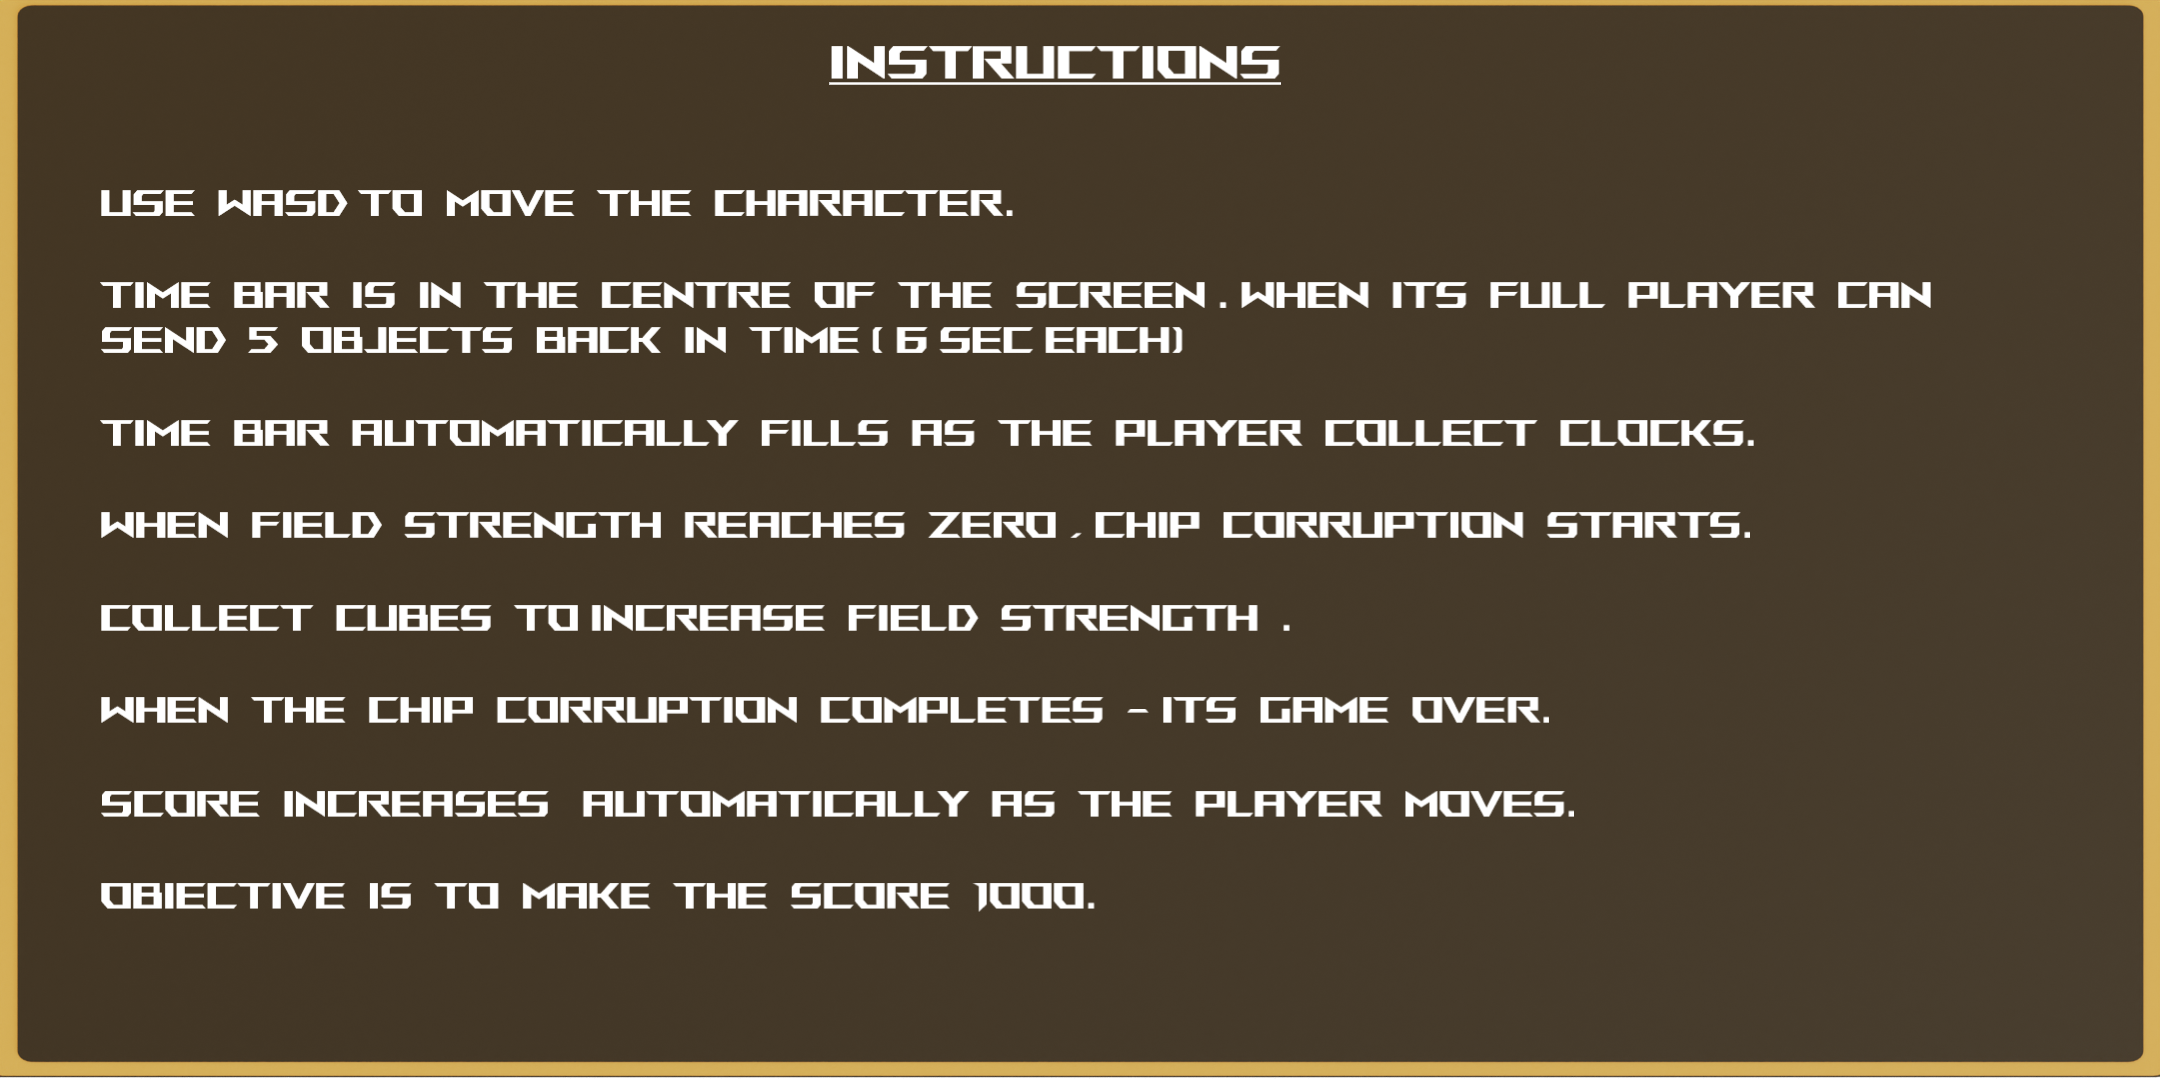 INSTRUCTIONS
USE WASD TO MOVE THE CHARACTER.
TIME BAR IS IN THE CENTRE OF THE SCREEN . WHEN ITS FULL PLAYER CAN
SEND 5 OBJECTS BACK IN TIME ( 6 SEC EACH)
TIME BAR AUTOMATICALLY FILLS AS THE PLAYER COLLECT CLOCKS.
WHEN FIELD STRENGTH REACHES ZERO , CHIP CORRUPTION STARTS.
COLLECT CUBES TO INCREASE FIELD STRENGTH .
WHEN THE CHIP CORRUPTION COMPLETES - ITS GAME OVER.
SCORE INCREASES AUTOMATICALLY AS THE PLAYER MOVES.
OBIECTIVE IS TO MAKE THE SCORE 1000.